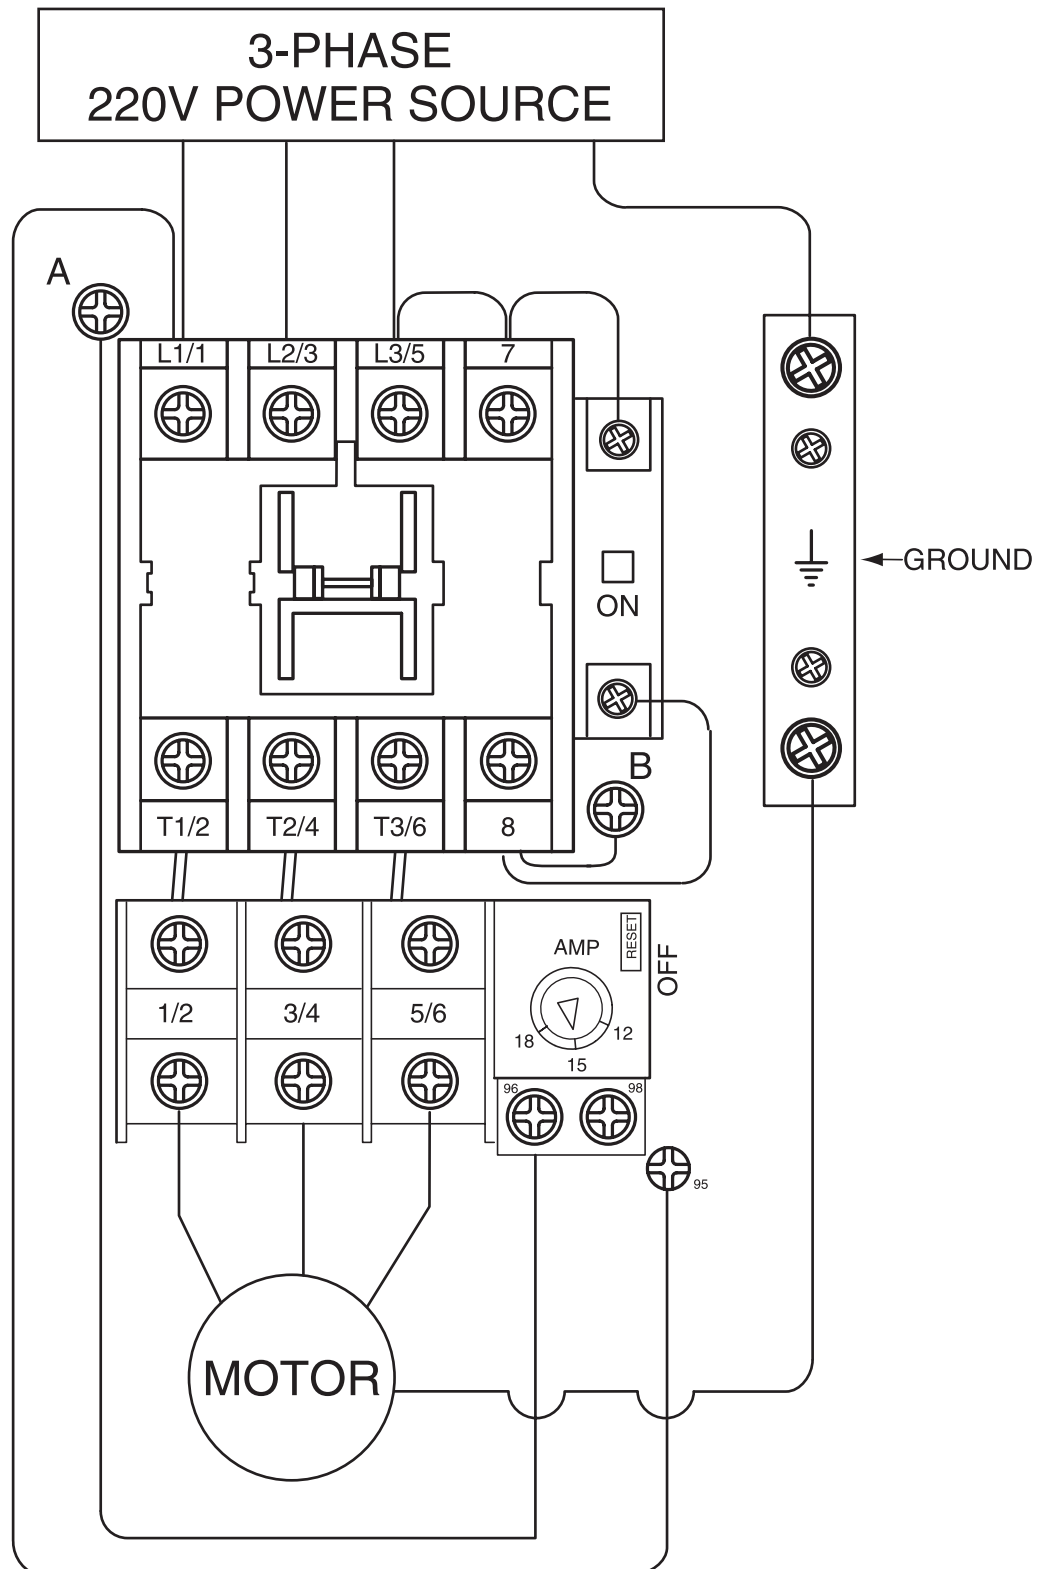 3-PHASE
220V POWER SOURCE
A
L1/1 L2/3 L3/5 7
GROUND
ON
B
T1/2 T2/4 T3/6 8
RESET
AMP
OFF
1/2 3/4 5/6
18 12
15
96 98
95
MOTOR